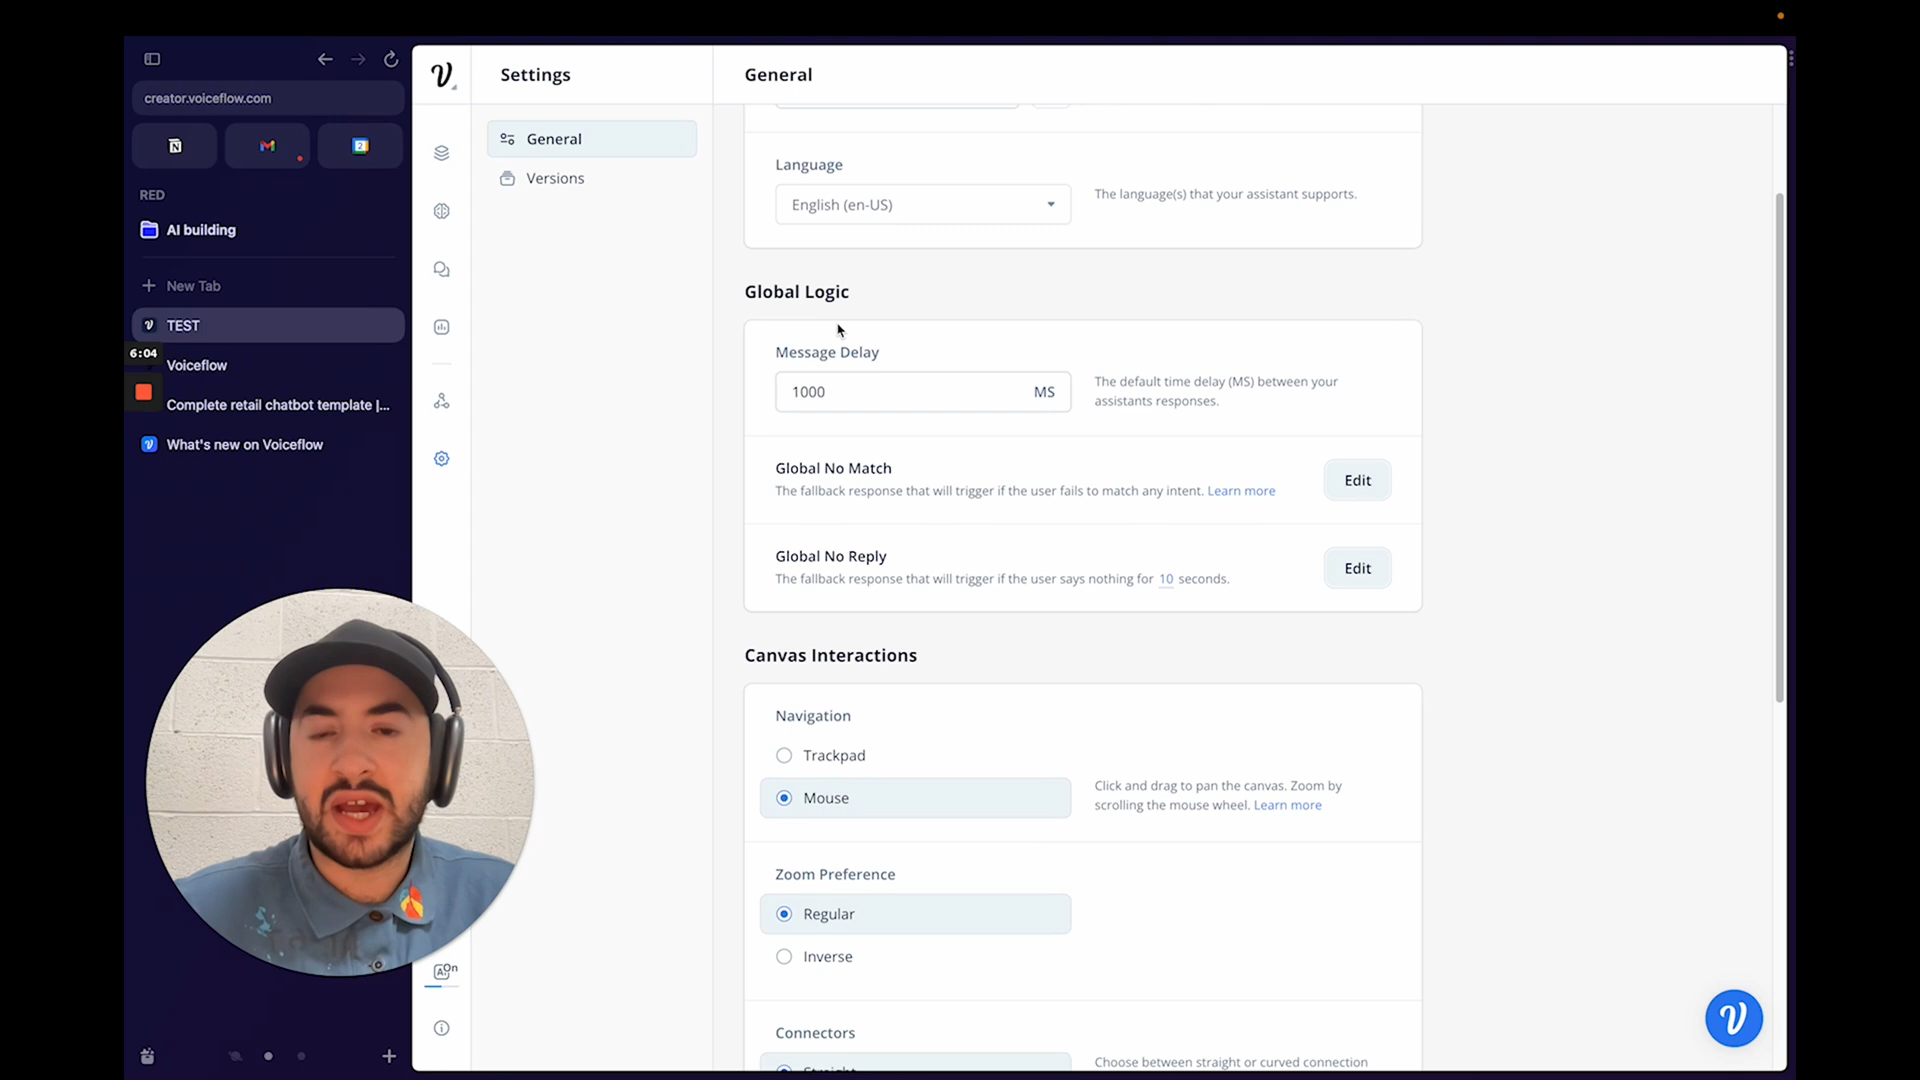 Settings
General
creator.voiceflow.com
General
Versions
RED
AI building
New Tab
TEST
6:04
Voiceflow
Complete retail chatbot template |...
What's new on Voiceflow
Language
English (en-US)
The language(s) that your assistant supports.
Global Logic
Message Delay
1000
MS
The default time delay (MS) between your
assistants responses.
Global No Match
The fallback response that will trigger if the user fails to match any intent. Learn more
Edit
Global No Reply
The fallback response that will trigger if the user says nothing for 10 seconds.
Edit
Canvas Interactions
Navigation
Trackpad
Mouse
Click and drag to pan the canvas. Zoom by
scrolling the mouse wheel. Learn more
Zoom Preference
Regular
Inverse
On
Connectors
Straight
Choose between straight or curved connection